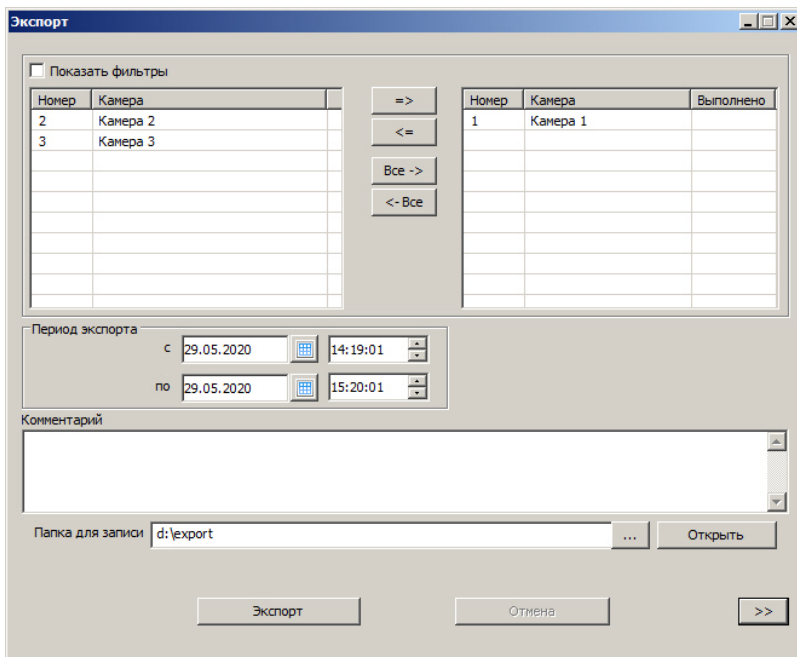 Экспорт
Показать фильтры
Номер Камера
2 Камера 2
3 Камера 3
=>
<=
Все ->
<- Все
Номер Камера Выполнено
1 Камера 1
Период экспорта
с 29.05.2020 14:19:01
по 29.05.2020 15:20:01
Комментарий
Папка для записи d:\export ... Открыть
Экспорт Отмена >>